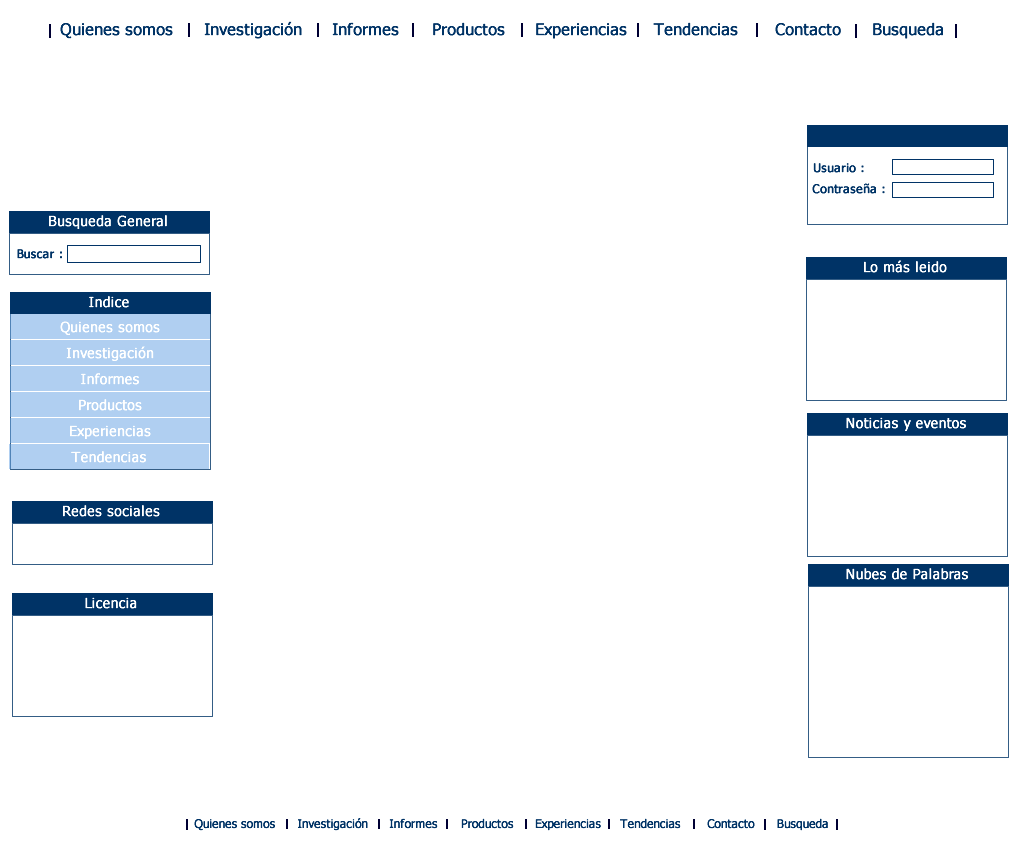 Quienes somos | Investigación | Informes | Productos | Experiencias | Tendencias | Contacto | Busqueda
Busqueda General
Buscar :
Indice
Quienes somos
Investigación
Informes
Productos
Experiencias
Tendencias
Redes sociales
Licencia
Usuario :
Contraseña :
Lo más leido
Noticias y eventos
Nubes de Palabras
Quienes somos | Investigación | Informes | Productos | Experiencias | Tendencias | Contacto | Busqueda